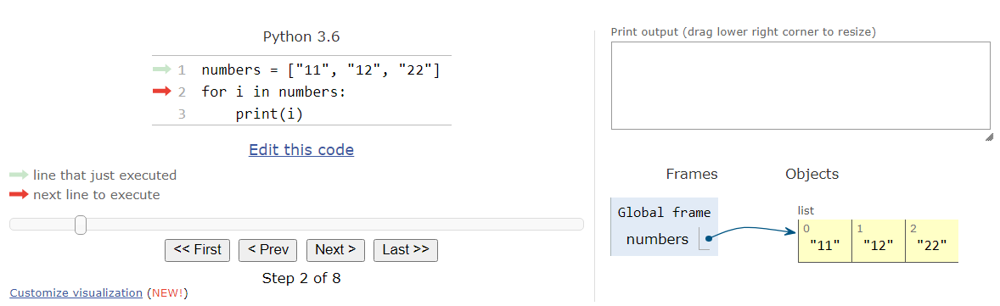 Python 3.6
1 numbers = ["11", "12", "22"]
2 for i in numbers:
3     print(i)
Edit this code
line that just executed
next line to execute
<< First < Prev Next > Last >>
Step 2 of 8
Customize visualization (NEW!)
Print output (drag lower right corner to resize)
Frames Objects
Global frame
numbers
list
0 1 2
"11" "12" "22"